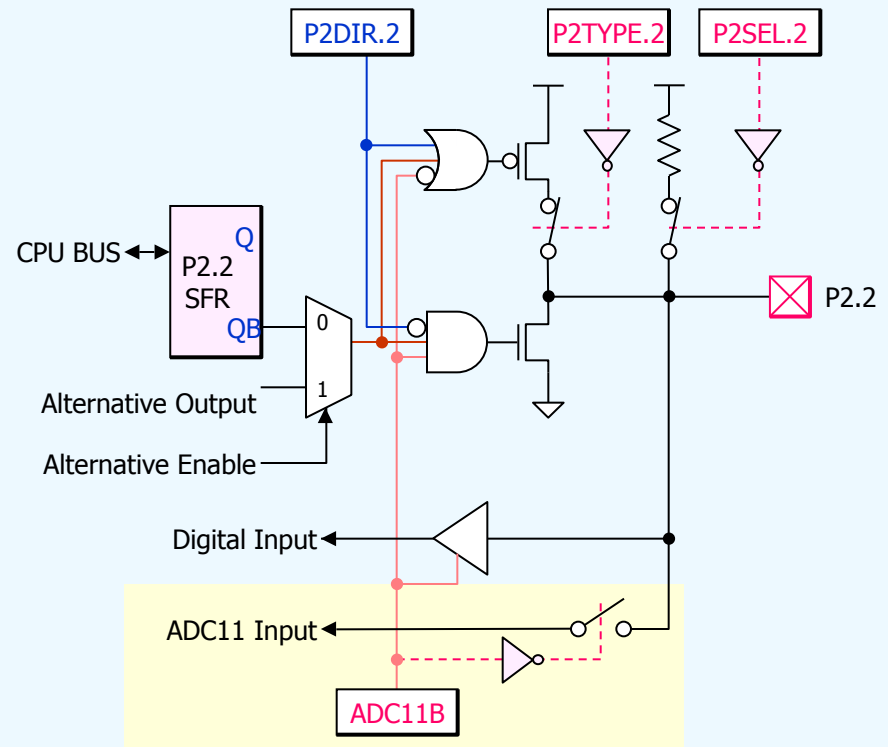 P2DIR.2
P2TYPE.2
P2SEL.2
CPU BUS
Q
P2.2
SFR
QB
0
1
P2.2
Alternative Output
Alternative Enable
Digital Input
ADC11 Input
ADC11B